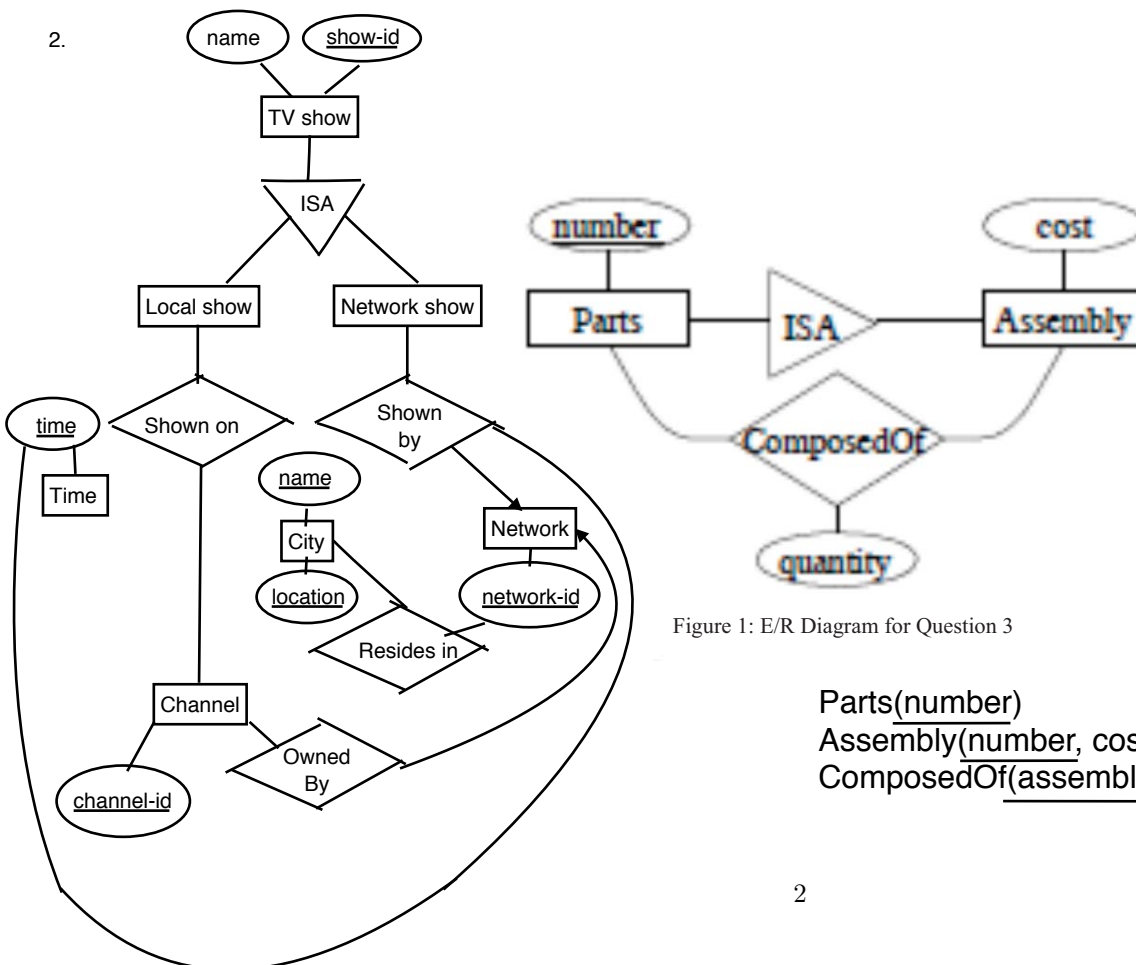 2.
name
show-id
TV show
ISA
Local show
Network show
time
Shown on
Shown
by
Time
name
City
location
Network
network-id
Resides in
Channel
Owned
By
channel-id
number
cost
Parts
ISA
Assembly
ComposedOf
quantity
Figure 1: E/R Diagram for Question 3
Parts(number)
Assembly(number, cos
ComposedOf(assembl
2